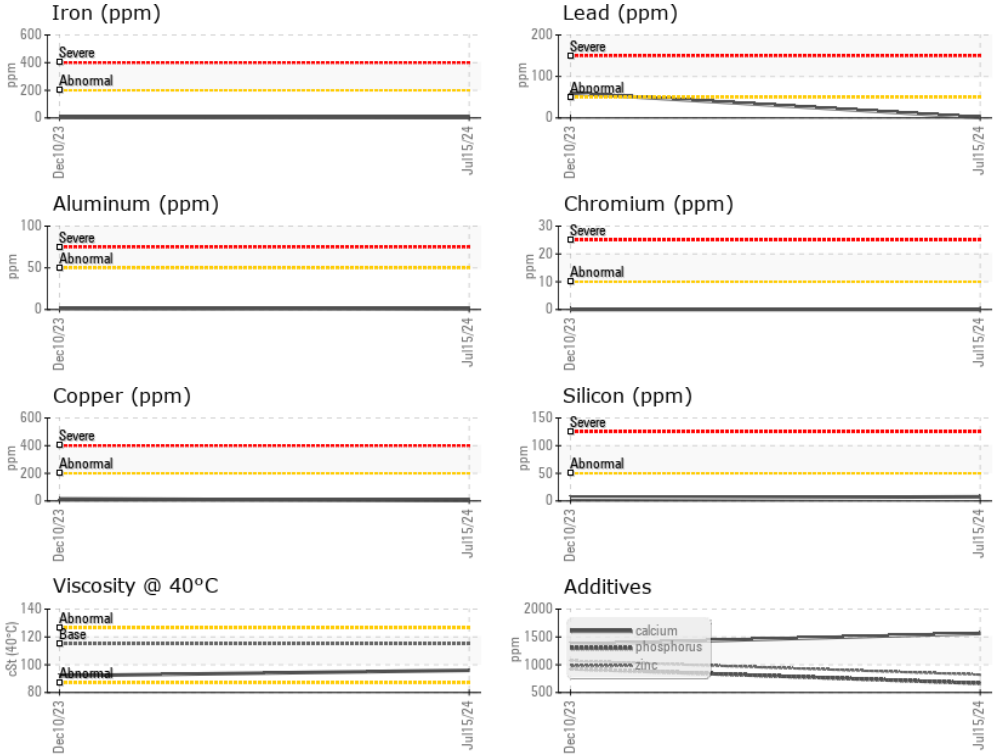 Iron (ppm)
600
400
200
0
ppm
Severe
Abnormal
Dec10/23
Jul15/24
Lead (ppm)
200
100
0
ppm
Severe
Abnormal
Dec10/23
Jul15/24
Aluminum (ppm)
100
50
0
ppm
Severe
Abnormal
Dec10/23
Jul15/24
Chromium (ppm)
30
20
10
0
ppm
Severe
Abnormal
Dec10/23
Jul15/24
Copper (ppm)
600
400
200
0
ppm
Severe
Abnormal
Dec10/23
Jul15/24
Silicon (ppm)
150
100
50
0
ppm
Severe
Abnormal
Dec10/23
Jul15/24
Viscosity @ 40°C
140
120
100
80
cSt (40°C)
Abnormal
Base
Abnormal
Dec10/23
Jul15/24
Additives
2000
1500
1000
500
ppm
calcium
phosphorus
zinc
Dec10/23
Jul15/24